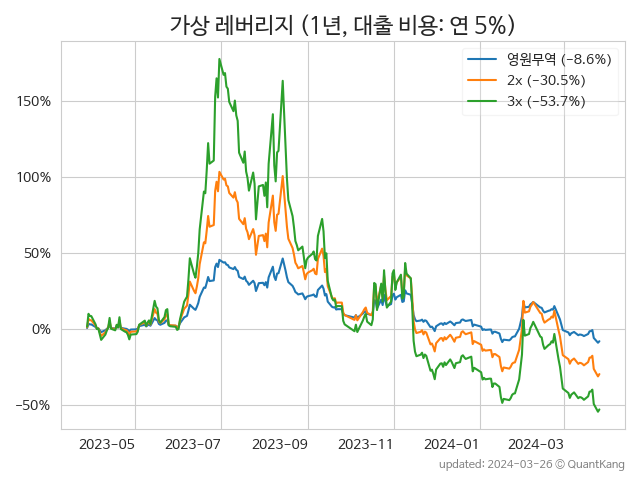 가상 레버리지 (1년, 대출 비용: 연 5%)
영원무역 (−8.6%)
2x (−30.5%)
3x (−53.7%)
150%
100%
50%
0%
−50%
2023-05 2023-07 2023-09 2023-11 2024-01 2024-03
updated: 2024-03-26 © QuantKang